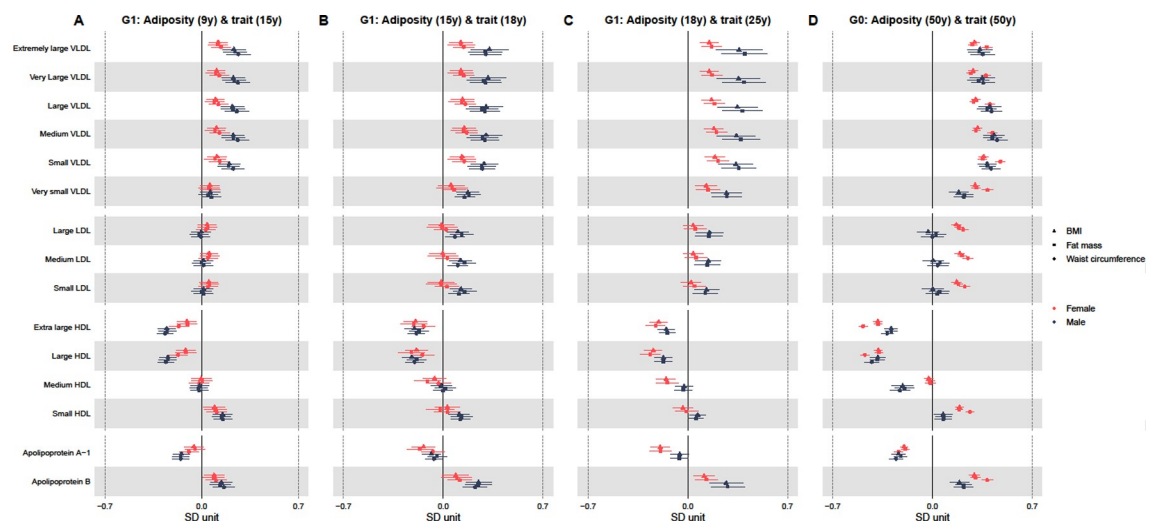 A G1: Adiposity (9y) & trait (15y) B G1: Adiposity (15y) & trait (18y) C G1: Adiposity (18y) & trait (25y) D G0: Adiposity (50y) & trait (50y)
Extremely large VLDL
Very Large VLDL
Large VLDL
Medium VLDL
Small VLDL
Very small VLDL
Large LDL
Medium LDL
Small LDL
Extra large HDL
Large HDL
Medium HDL
Small HDL
Apolipoprotein A−1
Apolipoprotein B
BMI
Fat mass
Waist circumference
Female
Male
−0.7 0.0 0.7 −0.7 0.0 0.7 −0.7 0.0 0.7 −0.7 0.0 0.7
SD unit SD unit SD unit SD unit